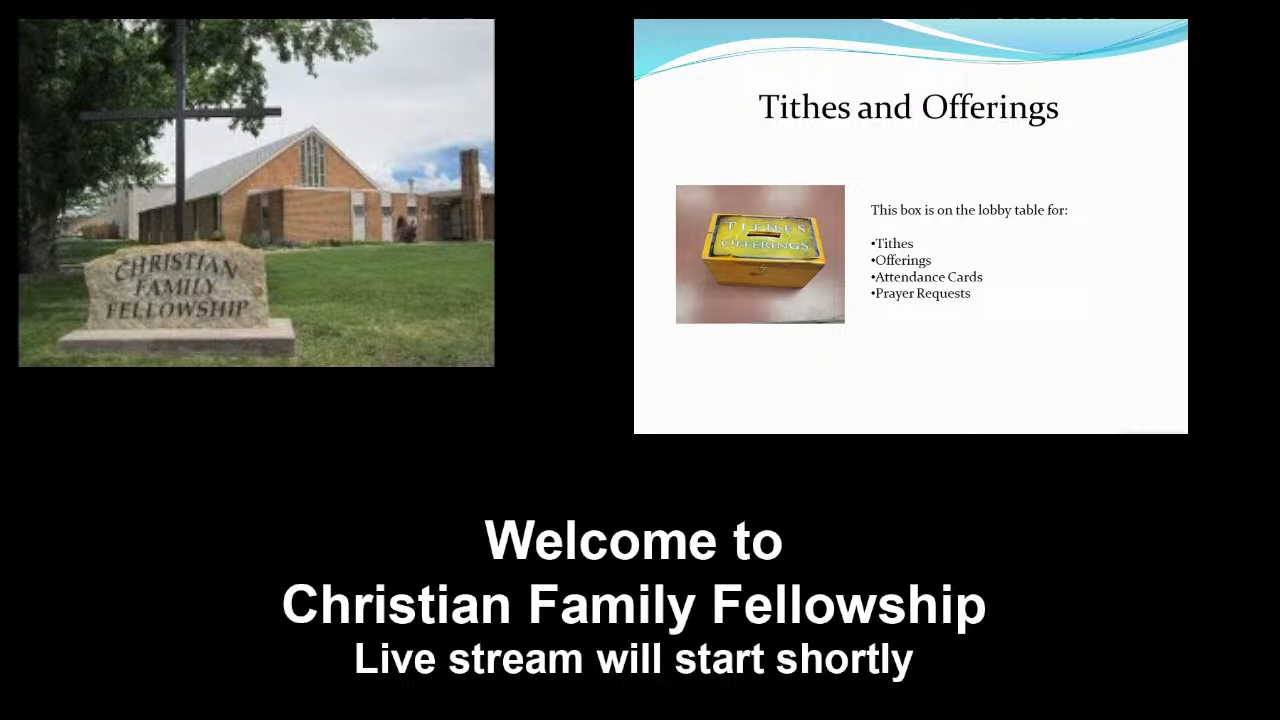 CHRISTIAN
FAMILY
FELLOWSHIP
Tithes and Offerings
TITHES
OFFERINGS
This box is on the lobby table for:
•Tithes
•Offerings
•Attendance Cards
•Prayer Requests
Welcome to
Christian Family Fellowship
Live stream will start shortly